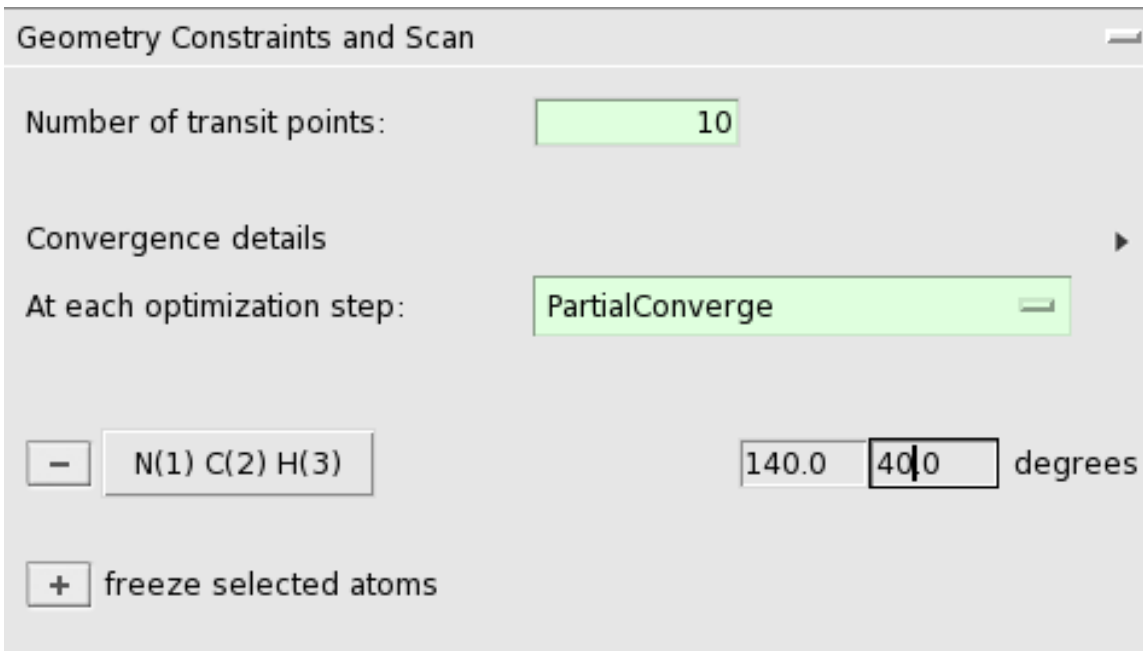 Geometry Constraints and Scan
Number of transit points: 10
Convergence details
At each optimization step: PartialConverge
− N(1) C(2) H(3) 140.0 40.0 degrees
+ freeze selected atoms